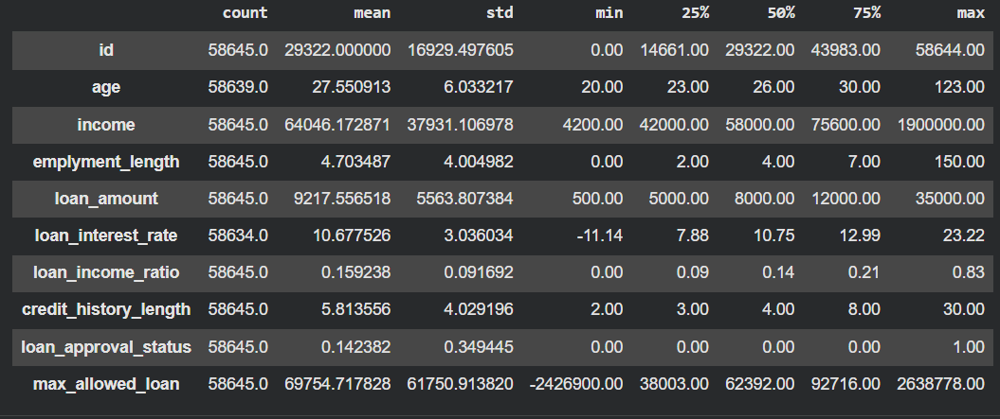 count mean std min 25% 50% 75% max
id 58645.0 29322.000000 16929.497605 0.00 14661.00 29322.00 43983.00 58644.00
age 58639.0 27.550913 6.033217 20.00 23.00 26.00 30.00 123.00
income 58645.0 64046.172871 37931.106978 4200.00 42000.00 58000.00 75600.00 1900000.00
emplyment_length 58645.0 4.703487 4.004982 0.00 2.00 4.00 7.00 150.00
loan_amount 58645.0 9217.556518 5563.807384 500.00 5000.00 8000.00 12000.00 35000.00
loan_interest_rate 58634.0 10.677526 3.036034 -11.14 7.88 10.75 12.99 23.22
loan_income_ratio 58645.0 0.159238 0.091692 0.00 0.09 0.14 0.21 0.83
credit_history_length 58645.0 5.813556 4.029196 2.00 3.00 4.00 8.00 30.00
loan_approval_status 58645.0 0.142382 0.349445 0.00 0.00 0.00 0.00 1.00
max_allowed_loan 58645.0 69754.717828 61750.913820 -2426900.00 38003.00 62392.00 92716.00 2638778.00